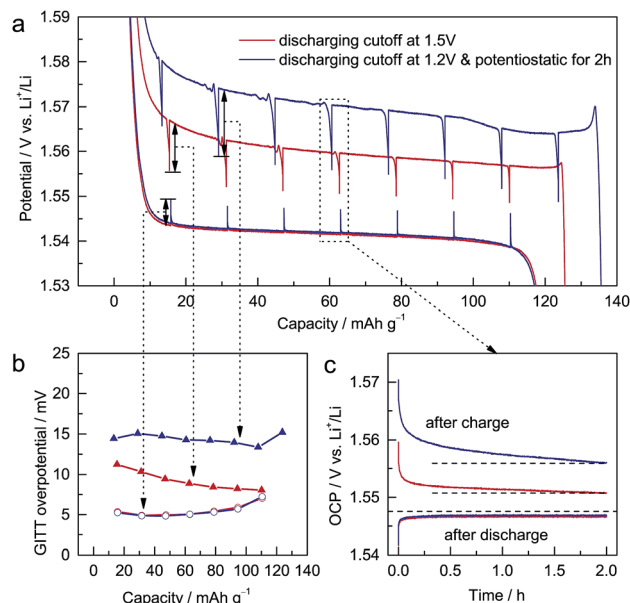 a
1.59
1.58
1.57
1.56
1.55
1.54
1.53
Potential / V vs. Li⁺/Li
discharging cutoff at 1.5V
discharging cutoff at 1.2V & potentiostatic for 2h
0 20 40 60 80 100 120 140
Capacity / mAh g⁻¹
b
25
20
15
10
5
0
GITT overpotential / mV
0 20 40 60 80 100 120 140
Capacity / mAh g⁻¹
c
1.57
1.56
1.55
1.54
OCP / V vs. Li⁺/Li
after charge
after discharge
0.0 0.5 1.0 1.5 2.0
Time / h